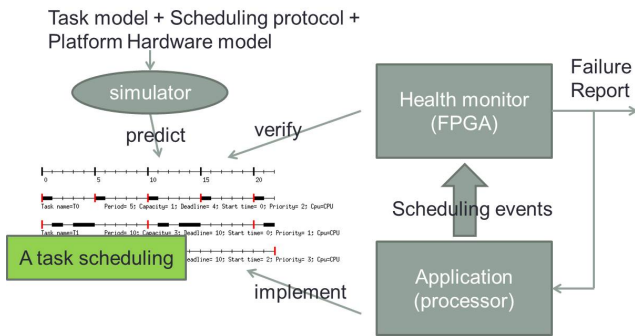 Task model + Scheduling protocol +
Platform Hardware model
simulator
predict
verify
Health monitor
(FPGA)
Failure
Report
0 5 10 15 20
Task name=T0 Period= 5; Capacity= 1; Deadline= 4; Start time= 0; Priority= 2; Cpu=CPU
Scheduling events
Task name=T1 Period= 10; Capacity= 3; Deadline= 10; Start time= 0; Priority= 1; Cpu=CPU
A task scheduling
Deadline= 10; Start time= 2; Priority= 3; Cpu=CPU
implement
Application
(processor)